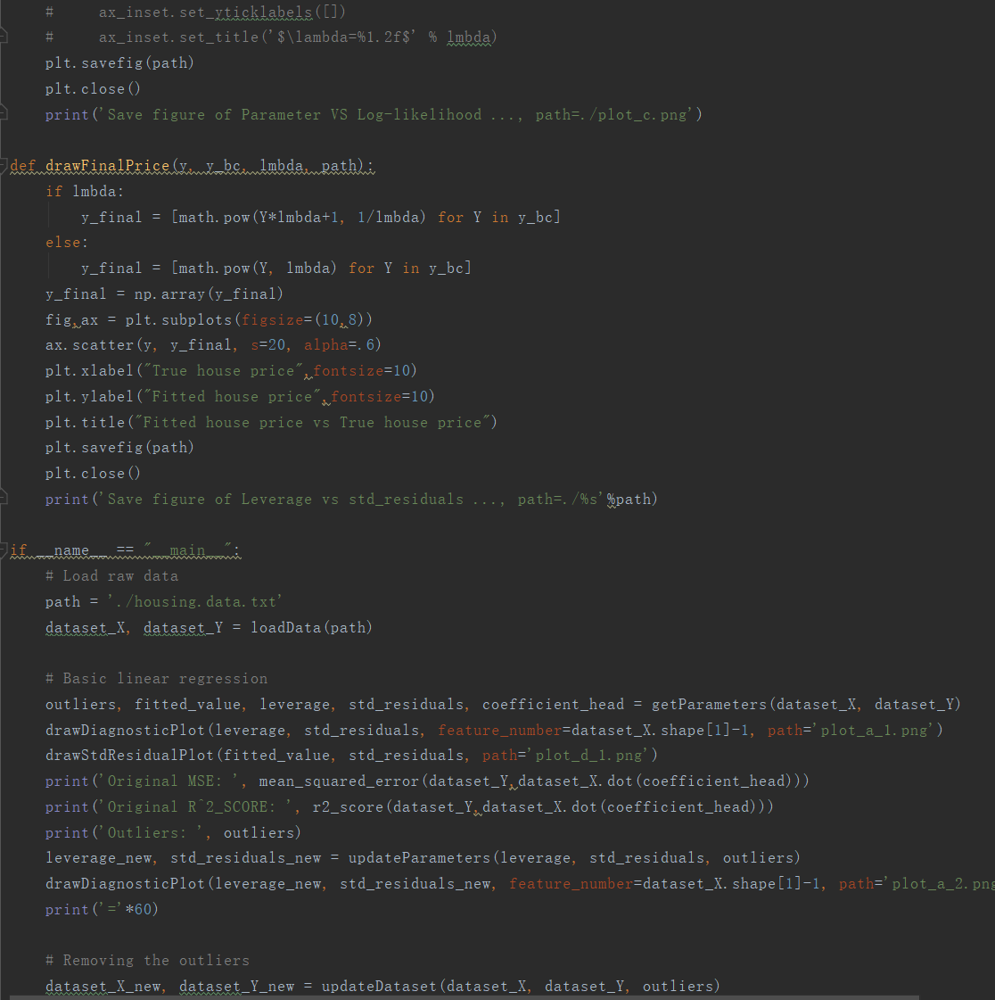 #     ax_inset.set_yticklabels([])
#     ax_inset.set_title('$\lambda=%1.2f$' % lmbda)
    plt.savefig(path)
    plt.close()
    print('Save figure of Parameter VS Log-likelihood ..., path=./plot_c.png')
def drawFinalPrice(y, y_bc, lmbda, path):
    if lmbda:
        y_final = [math.pow(Y*lmbda+1, 1/lmbda) for Y in y_bc]
    else:
        y_final = [math.pow(Y, lmbda) for Y in y_bc]
    y_final = np.array(y_final)
    fig,ax = plt.subplots(figsize=(10,8))
    ax.scatter(y, y_final, s=20, alpha=.6)
    plt.xlabel("True house price",fontsize=10)
    plt.ylabel("Fitted house price",fontsize=10)
    plt.title("Fitted house price vs True house price")
    plt.savefig(path)
    plt.close()
    print('Save figure of Leverage vs std_residuals ..., path=./%s'%path)
if __name__ == "__main__":
    # Load raw data
    path = './housing.data.txt'
    dataset_X, dataset_Y = loadData(path)
    # Basic linear regression
    outliers, fitted_value, leverage, std_residuals, coefficient_head = getParameters(dataset_X, dataset_Y)
    drawDiagnosticPlot(leverage, std_residuals, feature_number=dataset_X.shape[1]-1, path='plot_a_1.png')
    drawStdResidualPlot(fitted_value, std_residuals, path='plot_d_1.png')
    print('Original MSE: ', mean_squared_error(dataset_Y,dataset_X.dot(coefficient_head)))
    print('Original R^2_SCORE: ', r2_score(dataset_Y,dataset_X.dot(coefficient_head)))
    print('Outliers: ', outliers)
    leverage_new, std_residuals_new = updateParameters(leverage, std_residuals, outliers)
    drawDiagnosticPlot(leverage_new, std_residuals_new, feature_number=dataset_X.shape[1]-1, path='plot_a_2.png
    print('='*60)
    # Removing the outliers
    dataset_X_new, dataset_Y_new = updateDataset(dataset_X, dataset_Y, outliers)